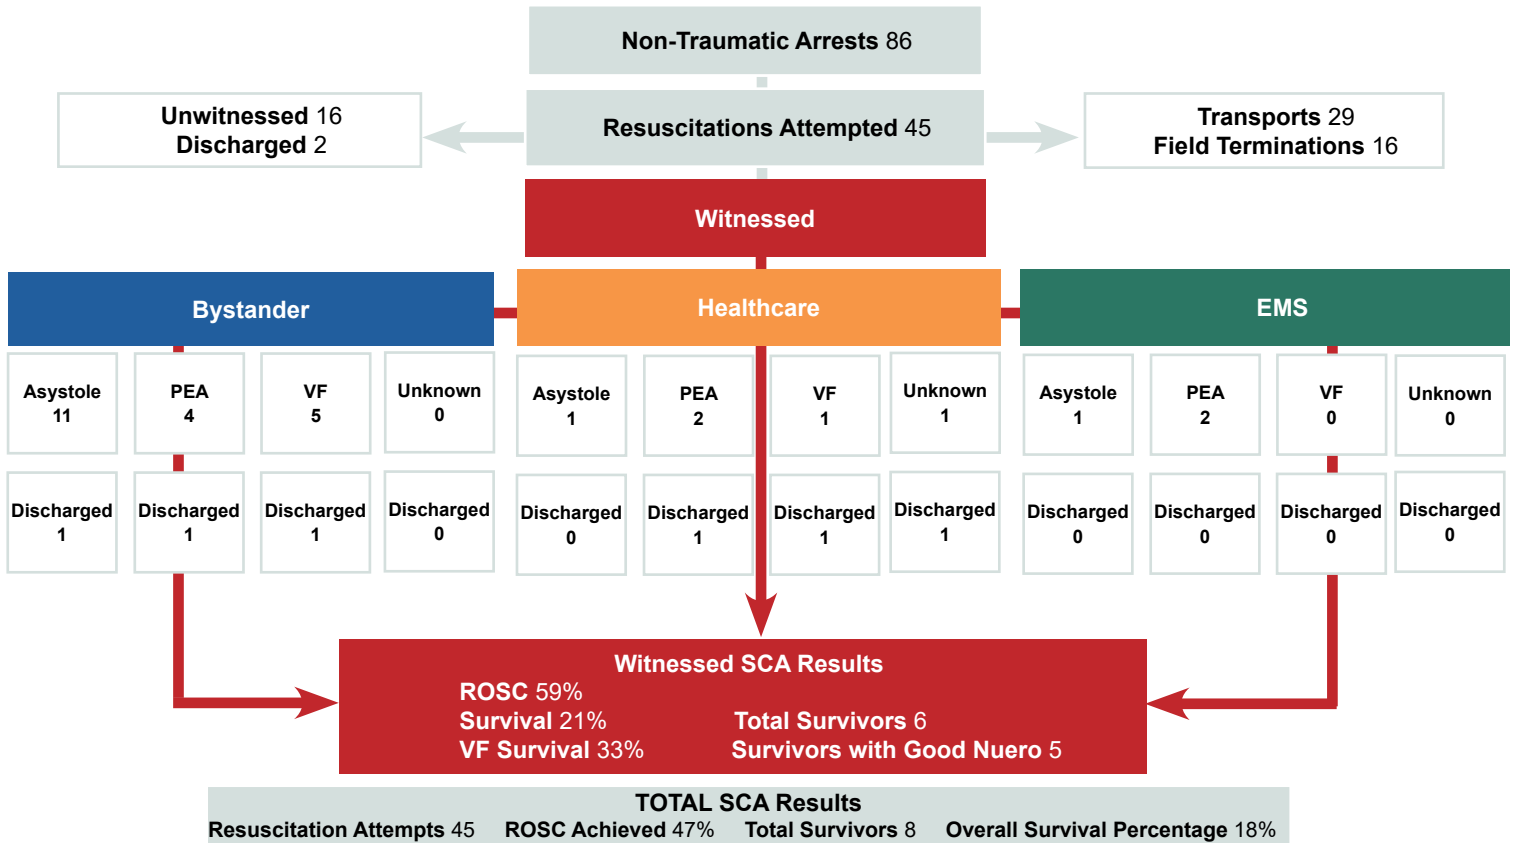 Non-Traumatic Arrests 86
Unwitnessed 16
Discharged 2
Resuscitations Attempted 45
Transports 29
Field Terminations 16
Witnessed
Bystander
Healthcare
EMS
Asystole
11
PEA
4
VF
5
Unknown
0
Asystole
1
PEA
2
VF
1
Unknown
1
Asystole
1
PEA
2
VF
0
Unknown
0
Discharged
1
Discharged
1
Discharged
1
Discharged
0
Discharged
0
Discharged
1
Discharged
1
Discharged
1
Discharged
0
Discharged
0
Discharged
0
Discharged
0
Witnessed SCA Results
ROSC 59%
Survival 21% Total Survivors 6
VF Survival 33% Survivors with Good Nuero 5
TOTAL SCA Results
Resuscitation Attempts 45 ROSC Achieved 47% Total Survivors 8 Overall Survival Percentage 18%